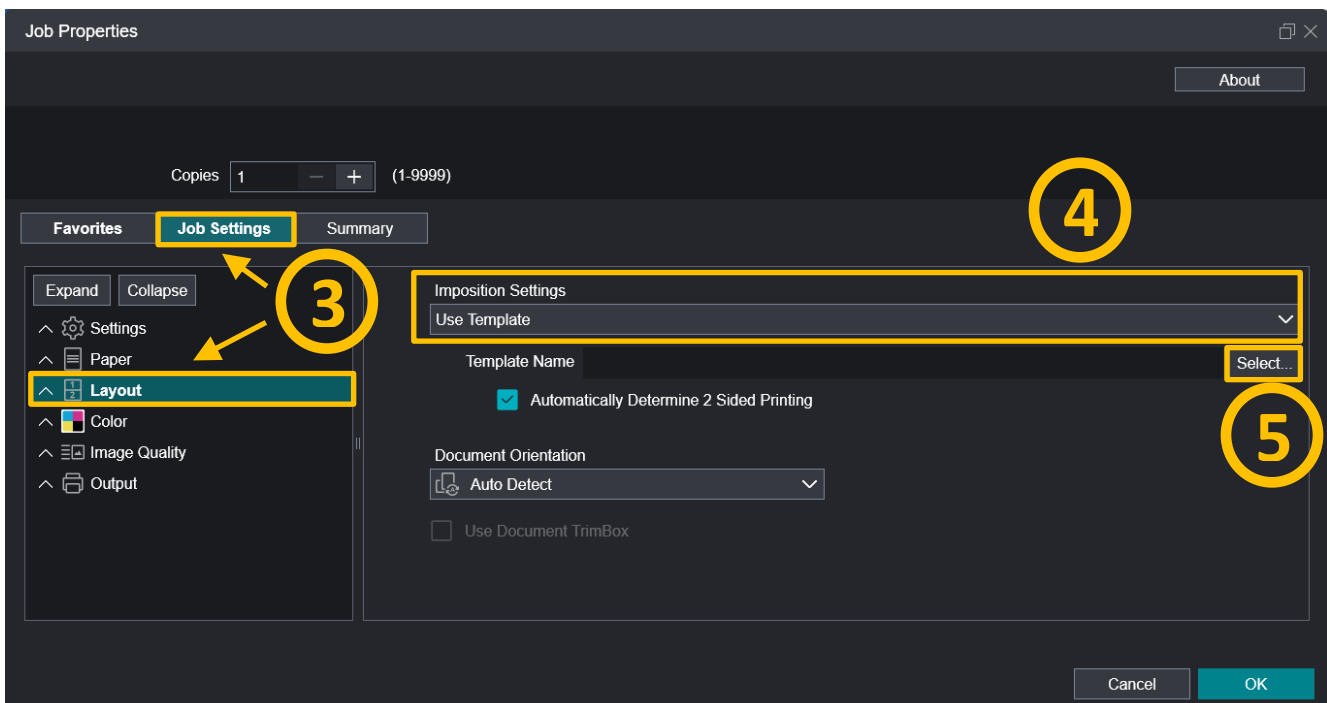 Job Properties
About
Copies 1 (1-9999)
4
Favorites Job Settings Summary
3
Expand Collapse
Settings
Paper
1 2 Layout
Color
Image Quality
Output
Imposition Settings
Use Template
Template Name Select...
Automatically Determine 2 Sided Printing
5
Document Orientation
Auto Detect
Use Document TrimBox
Cancel OK